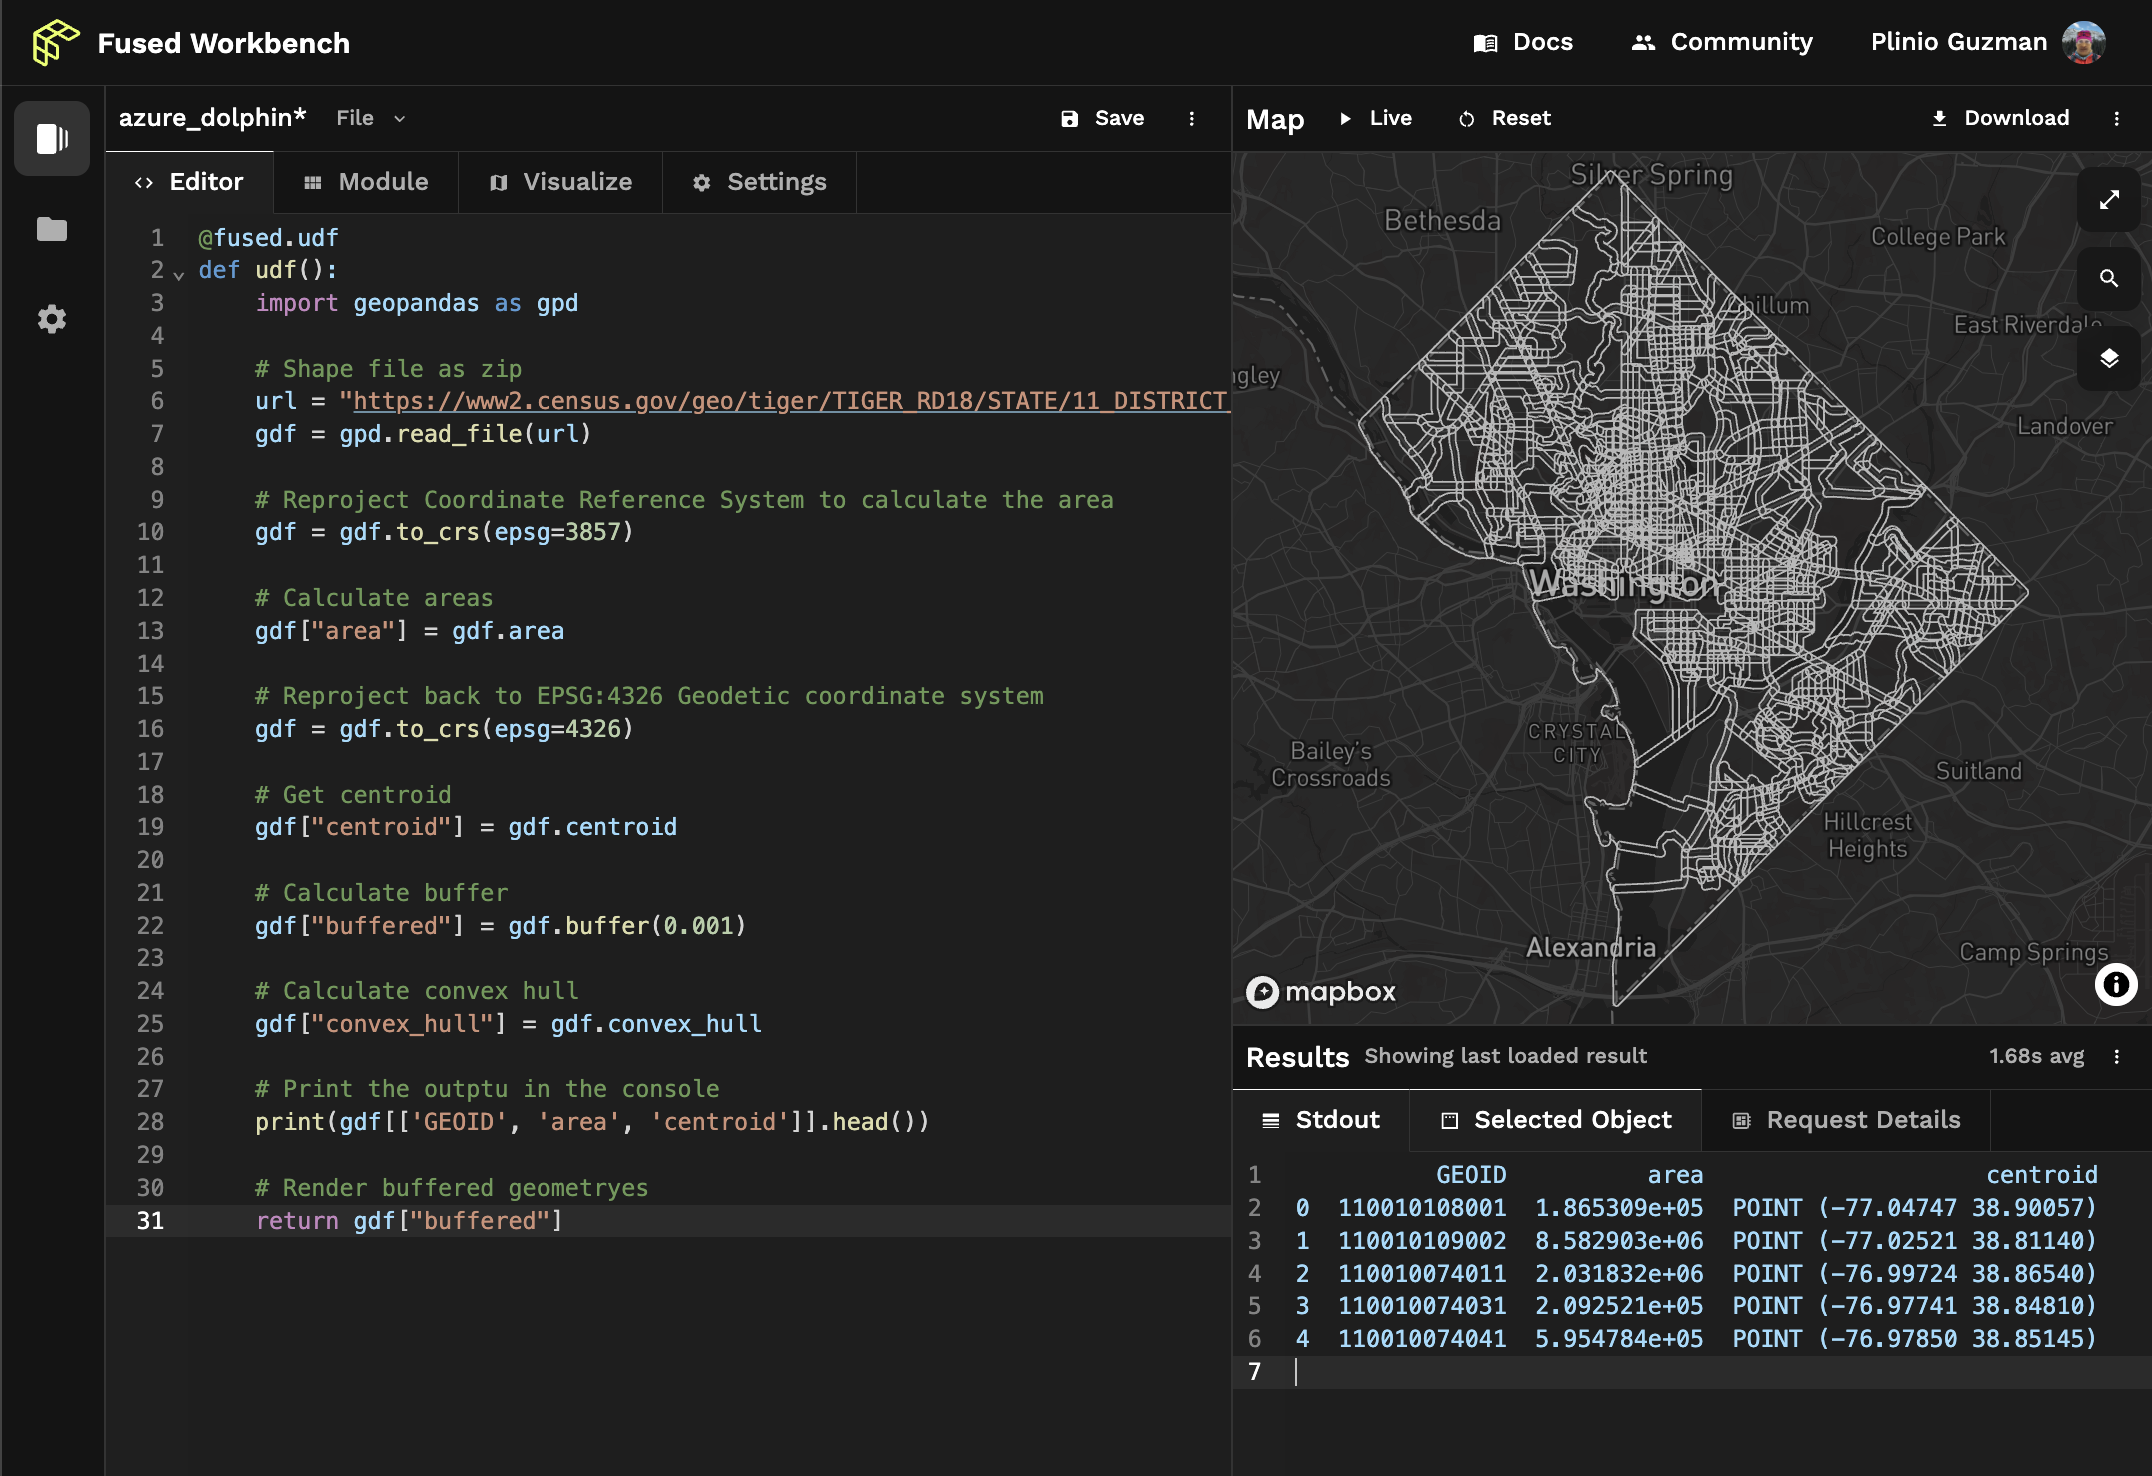 Fused Workbench
Docs
Community
Plinio Guzman
azure_dolphin*
File
Save
Editor
Module
Visualize
Settings
1 @fused.udf
2 def udf():
3 import geopandas as gpd
4
5 # Shape file as zip
6 url = "https://www2.census.gov/geo/tiger/TIGER_RD18/STATE/11_DISTRICT_
7 gdf = gpd.read_file(url)
8
9 # Reproject Coordinate Reference System to calculate the area
10 gdf = gdf.to_crs(epsg=3857)
11
12 # Calculate areas
13 gdf["area"] = gdf.area
14
15 # Reproject back to EPSG:4326 Geodetic coordinate system
16 gdf = gdf.to_crs(epsg=4326)
17
18 # Get centroid
19 gdf["centroid"] = gdf.centroid
20
21 # Calculate buffer
22 gdf["buffered"] = gdf.buffer(0.001)
23
24 # Calculate convex hull
25 gdf["convex_hull"] = gdf.convex_hull
26
27 # Print the outptu in the console
28 print(gdf[['GEOID', 'area', 'centroid']].head())
29
30 # Render buffered geometryes
31 return gdf["buffered"]
Map
Live
Reset
Download
Silver Spring
Bethesda
College Park
Chillum
East Riverdale
ngley
Landover
Washington
CRYSTAL
CITY
Bailey's
Crossroads
Suitland
Hillcrest
Heights
Alexandria
Camp Springs
mapbox
Results
Showing last loaded result
1.68s avg
Stdout
Selected Object
Request Details
1 GEOID area centroid
2 0 110010108001 1.865309e+05 POINT (-77.04747 38.90057)
3 1 110010109002 8.582903e+06 POINT (-77.02521 38.81140)
4 2 110010074011 2.031832e+06 POINT (-76.99724 38.86540)
5 3 110010074031 2.092521e+05 POINT (-76.97741 38.84810)
6 4 110010074041 5.954784e+05 POINT (-76.97850 38.85145)
7